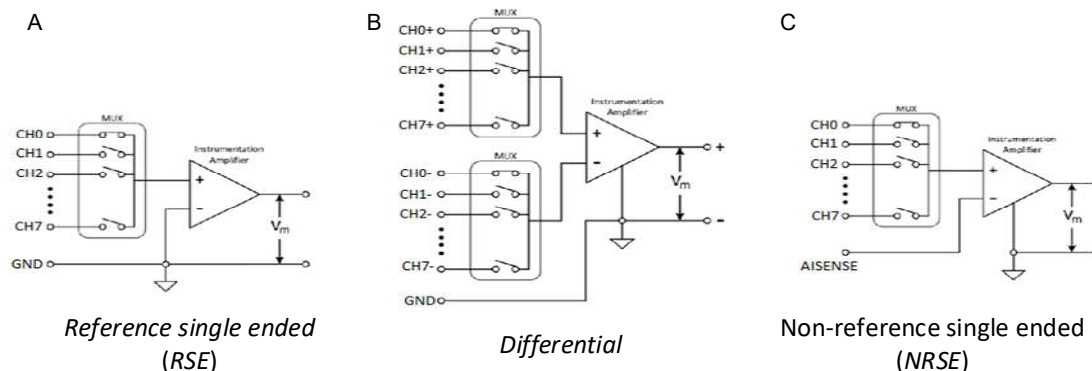 A
MUX
CH0
CH1
CH2
CH7
GND
Instrumentation
Amplifier
+
−
Vm
Reference single ended
(RSE)
B
MUX
CH0+
CH1+
CH2+
CH7+
MUX
CH0-
CH1-
CH2-
CH7-
GND
Instrumentation
Amplifier
+
−
Vm
+
-
Differential
C
MUX
CH0
CH1
CH2
CH7
AISENSE
Instrumentation
Amplifier
+
−
Vm
Non-reference single ended
(NRSE)